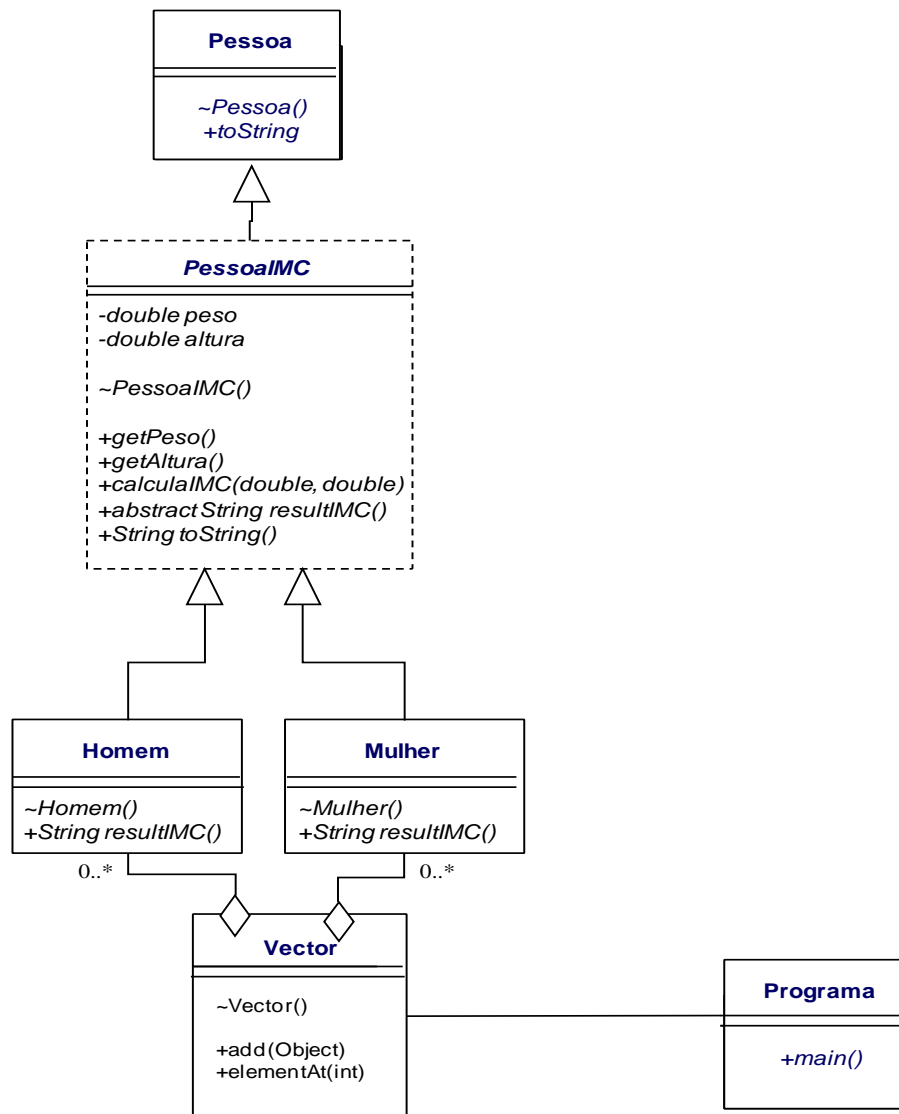 Pessoa
~Pessoa()
+toString
PessoaIMC
-double peso
-double altura
~PessoaIMC()
+getPeso()
+getAltura()
+calculaIMC(double, double)
+abstract String resultIMC()
+String toString()
Homem
~Homem()
+String resultIMC()
Mulher
~Mulher()
+String resultIMC()
0..*
0..*
Vector
~Vector()
+add(Object)
+elementAt(int)
Programa
+main()